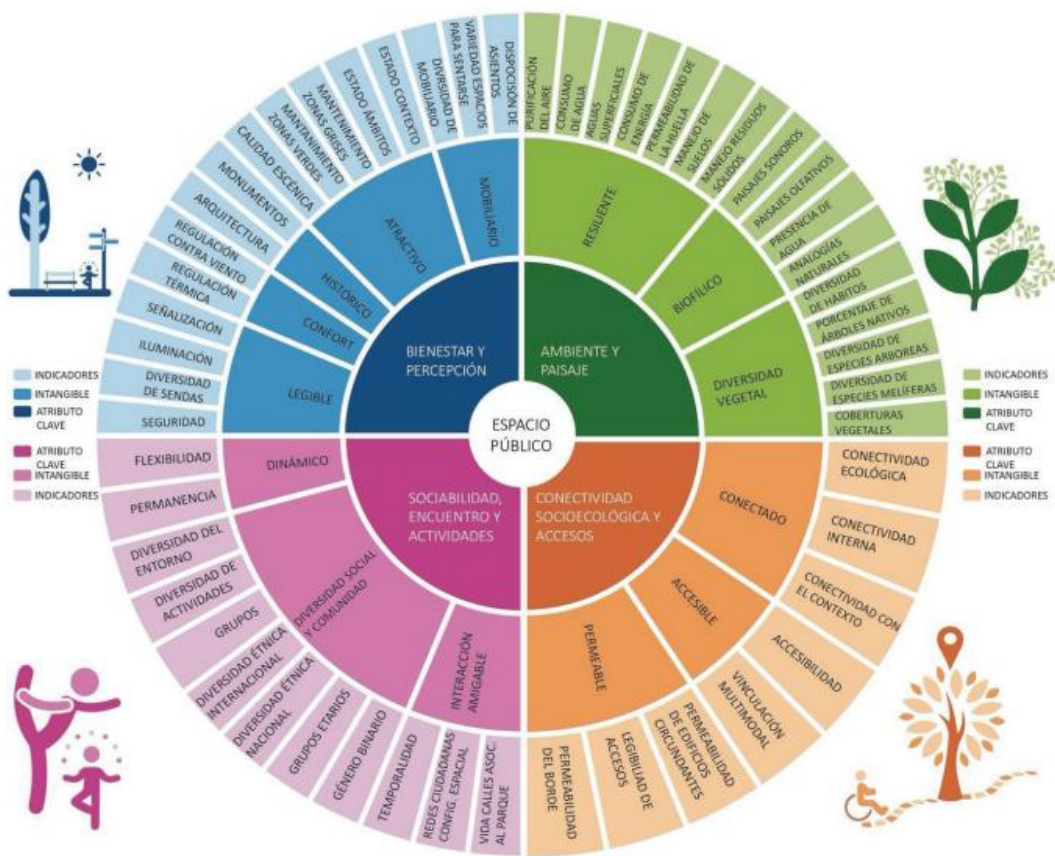 DISPOCISÓN DE
ASIENTOS
VARIEDAD ESPACIOS
PARA SENTARSE
DIVRSIDAD DE
MOBILIARIO
ESTADO CONTEXTO
ESTADO ÁMBITOS
MANTENIMIENTO
ZONAS GRISES
MANTANIMIENTO
ZONAS VERDES
CALIDAD ESCÉNICA
MONUMENTOS
ARQUITECTURA
REGULACIÓN
CONTRA VIENTO
REGULACIÓN
TÉRMICA
SEÑALIZACIÓN
ILUMINACIÓN
DIVERSIDAD
DE SENDAS
SEGURIDAD
MOBILIARIO
ATRACTIVO
HISTÓRICO
CONFORT
LEGIBLE
BIENESTAR Y
PERCEPCIÓN
PURIFICACIÓN
DEL AIRE
CONSUMO
DE AGUA
AGUAS
SUPERFICIALES
CONSUMO DE
ENERGÍA
PERMEABILIDAD DE
LA HUELLA
MANEJO DE
SUELOS
MANEJO RESIDUOS
SÓLIDOS
PAISAJES SONOROS
PAISAJES OLFATIVOS
PRESENCIA DE
AGUA
ANALOGÍAS
NATURALES
DIVERSIDAD
DE HÁBITOS
PORCENTAJE DE
ÁRBOLES NATIVOS
DIVERSIDAD DE
ESPECIES ARBOREAS
DIVERSIDAD DE
ESPECIES MELÍFERAS
COBERTURAS
VEGETALES
RESILIENTE
BIOFÍLICO
DIVERSIDAD
VEGETAL
AMBIENTE Y
PAISAJE
ESPACIO
PÚBLICO
INDICADORES
INTANGIBLE
ATRIBUTO
CLAVE
ATRIBUTO
CLAVE
INTANGIBLE
INDICADORES
INDICADORES
INTANGIBLE
ATRIBUTO
CLAVE
ATRIBUTO
CLAVE
INTANGIBLE
INDICADORES
SOCIABILIDAD,
ENCUENTRO Y
ACTIVIDADES
DINÁMICO
DIVERSIDAD SOCIAL
Y COMUNIDAD
INTERACCIÓN
AMIGABLE
FLEXIBILIDAD
PERMANENCIA
DIVERSIDAD DEL
ENTORNO
DIVERSIDAD DE
ACTIVIDADES
GRUPOS
DIVERSIDAD ÉTNICA
INTERNACIONAL
DIVERSIDAD ÉTNICA
NACIONAL
GRUPOS ETARIOS
GÉNERO BINARIO
TEMPORALIDAD
REDES CIUDADANAS
CONFIG. ESPACIAL
VIDA CALLES ASOC.
AL PARQUE
CONECTIVIDAD
SOCIOECOLÓGICA Y
ACCESOS
CONECTADO
ACCESIBLE
PERMEABLE
CONECTIVIDAD
ECOLÓGICA
CONECTIVIDAD
INTERNA
CONECTIVIDAD CON
EL CONTEXTO
ACCESIBILIDAD
VINCULACIÓN
MULTIMODAL
PERMEABILIDAD
DE EDIFICIOS
CIRCUNDANTES
LEGIBILIAD DE
ACCESOS
PERMEABILIDAD
DEL BORDE